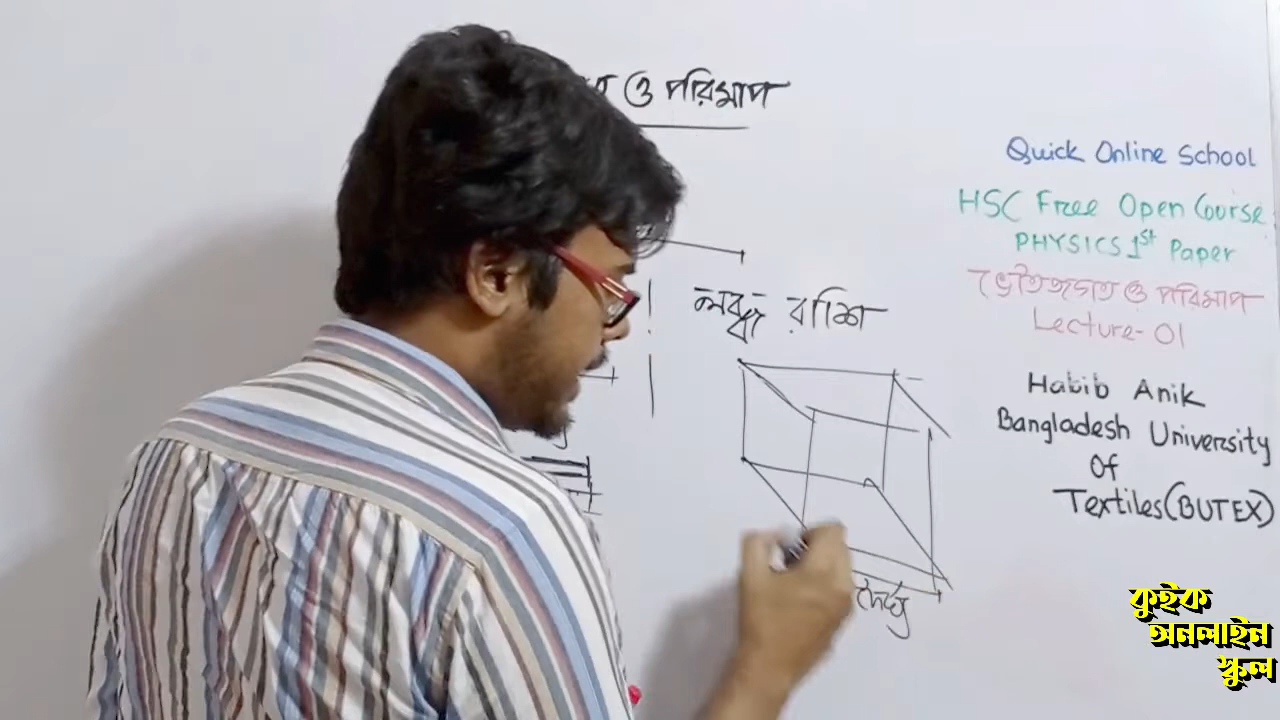 ও পরিমাপ
লব্ধ রাশি
দৈর্ঘ্য
Quick Online School
HSC Free Open Course
PHYSICS 1st Paper
ভৌতজগত ও পরিমাপ
Lecture-01
Habib Anik
Bangladesh University
Of
Textiles(BUTEX)
কুইক
অনলাইন
স্কুল